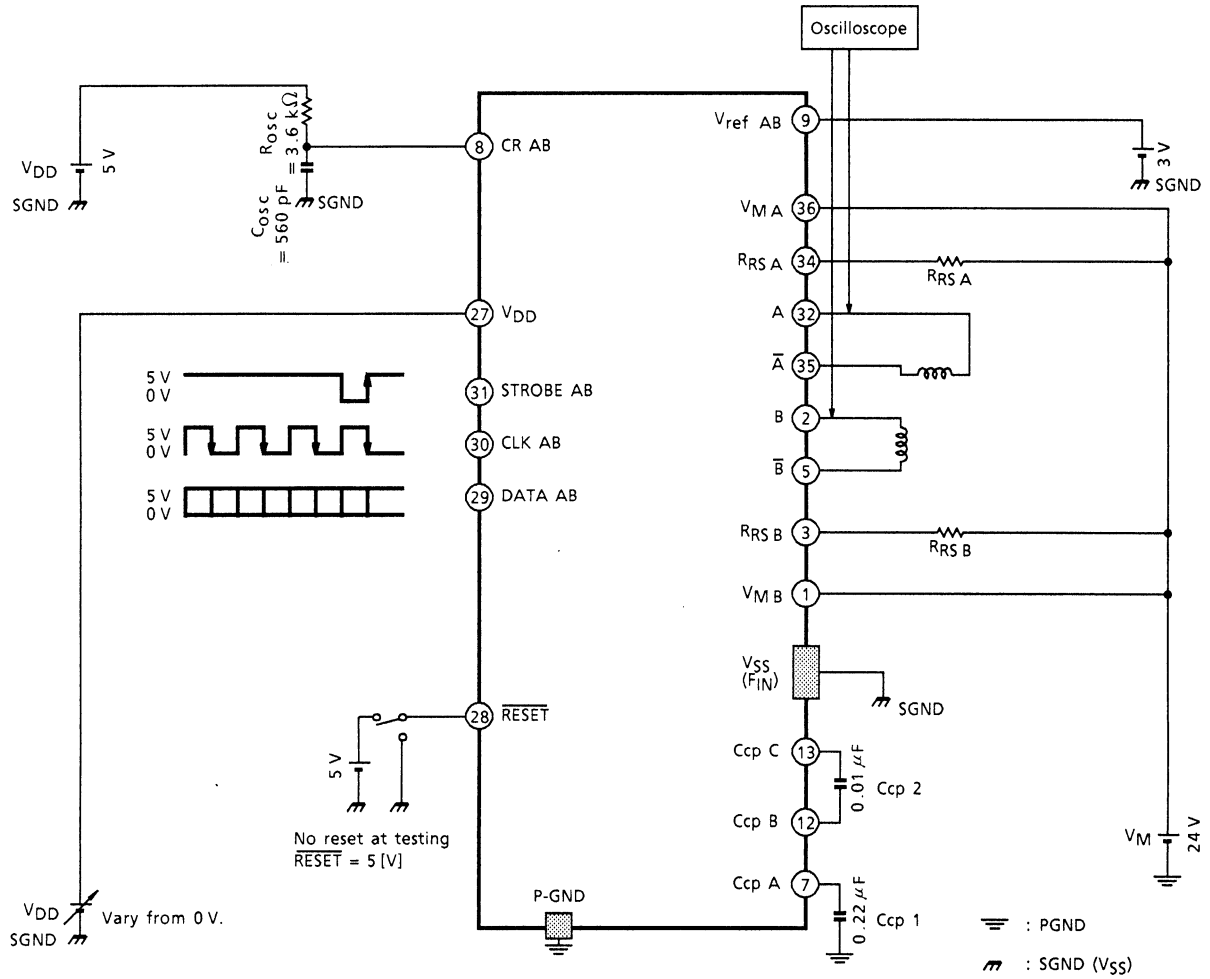 Oscilloscope
5 V
VDD
SGND
Rosc = 3.6 kΩ
Cosc = 560 pF
SGND
8 CR AB
27 VDD
5 V
0 V
31 STROBE AB
5 V
0 V
30 CLK AB
5 V
0 V
29 DATA AB
28 RESET
5 V
No reset at testing
RESET = 5 [V]
VDD
Vary from 0 V.
SGND
P-GND
Vref AB 9
3 V
SGND
VM A 36
RRS A 34
RRS A
A 32
A 35
B 2
B 5
RRS B 3
RRS B
VM B 1
VSS
(FIN)
SGND
Ccp C 13
0.01 μF
Ccp 2
Ccp B 12
Ccp A 7
0.22 μF
Ccp 1
VM
24 V
: PGND
: SGND (VSS)